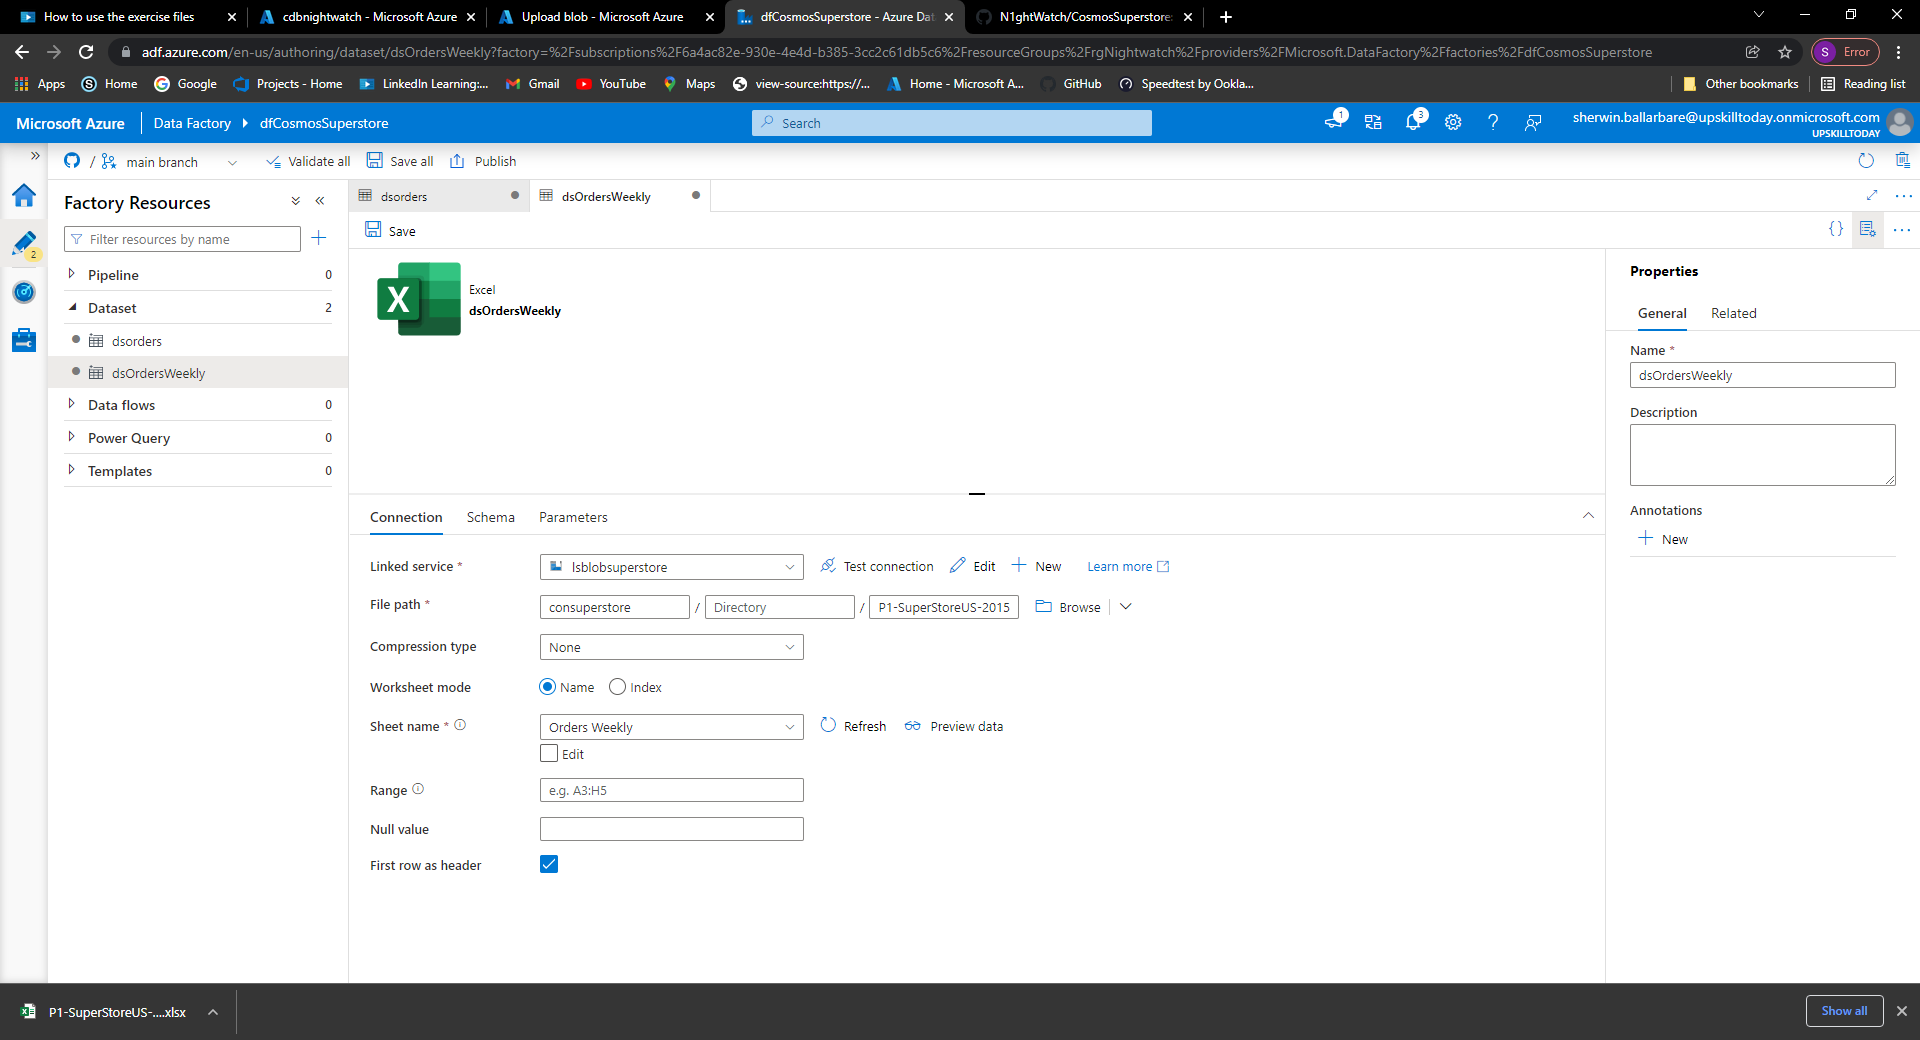 How to use the exercise files
cdbnightwatch - Microsoft Azure
Upload blob - Microsoft Azure
dfCosmosSuperstore - Azure Dat
N1ghtWatch/CosmosSuperstore:
adf.azure.com/en-us/authoring/dataset/dsOrdersWeekly?factory=%2Fsubscriptions%2F6a4ac82e-930e-4e4d-b385-3cc2c61db5c6%2FresourceGroups%2FrgNightwatch%2Fproviders%2FMicrosoft.DataFactory%2Ffactories%2FdfCosmosSuperstore
S Error
Apps
Home
Google
Projects - Home
LinkedIn Learning:...
Gmail
YouTube
Maps
view-source:https://...
Home - Microsoft A...
GitHub
Speedtest by Ookla...
Other bookmarks
Reading list
Microsoft Azure
Data Factory
dfCosmosSuperstore
Search
1
3
sherwin.ballarbare@upskilltoday.onmicrosoft.com
UPSKILLTODAY
/ main branch
Validate all
Save all
Publish
2
Factory Resources
Filter resources by name
Pipeline 0
Dataset 2
dsorders
dsOrdersWeekly
Data flows 0
Power Query 0
Templates 0
dsorders
dsOrdersWeekly
Save
{}
X
Excel
dsOrdersWeekly
Connection
Schema
Parameters
Linked service *
lsblobsuperstore
Test connection
Edit
New
Learn more
File path *
consuperstore / Directory / P1-SuperStoreUS-2015
Browse
Compression type
None
Worksheet mode
Name
Index
Sheet name *
Orders Weekly
Refresh
Preview data
Edit
Range
e.g. A3:H5
Null value
First row as header
Properties
General
Related
Name *
dsOrdersWeekly
Description
Annotations
New
P1-SuperStoreUS-....xlsx
Show all